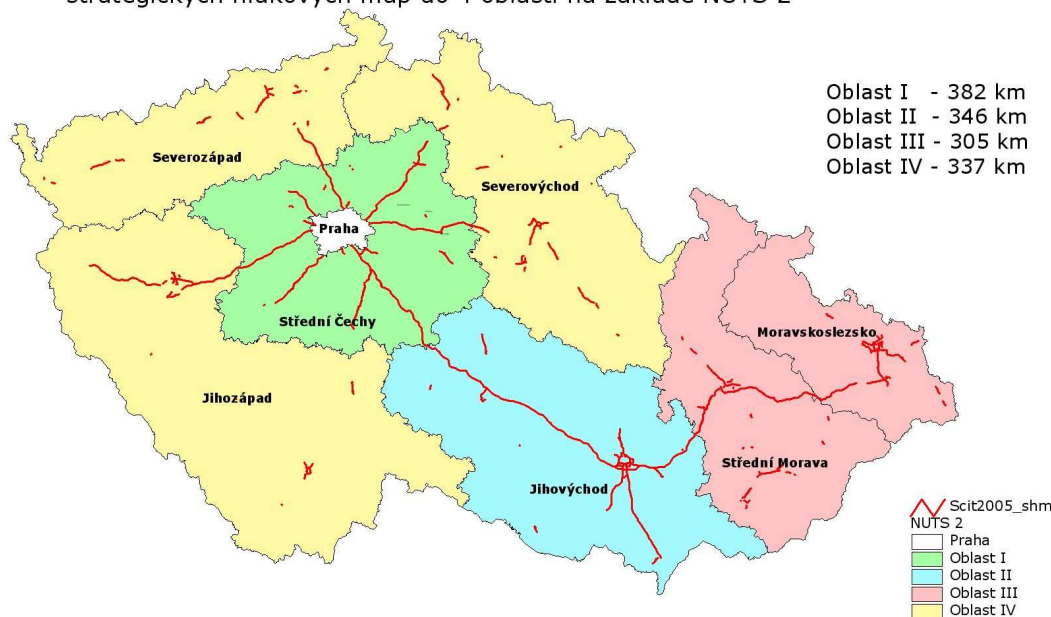 strategických hlukových map do 4 oblastí na základě NUTS 2
Oblast I - 382 km
Oblast II - 346 km
Oblast III - 305 km
Oblast IV - 337 km
Severozápad
Severovýchod
Praha
Střední Čechy
Moravskoslezsko
Jihozápad
Střední Morava
Jihovýchod
Scit2005_shm
NUTS 2
Praha
Oblast I
Oblast II
Oblast III
Oblast IV